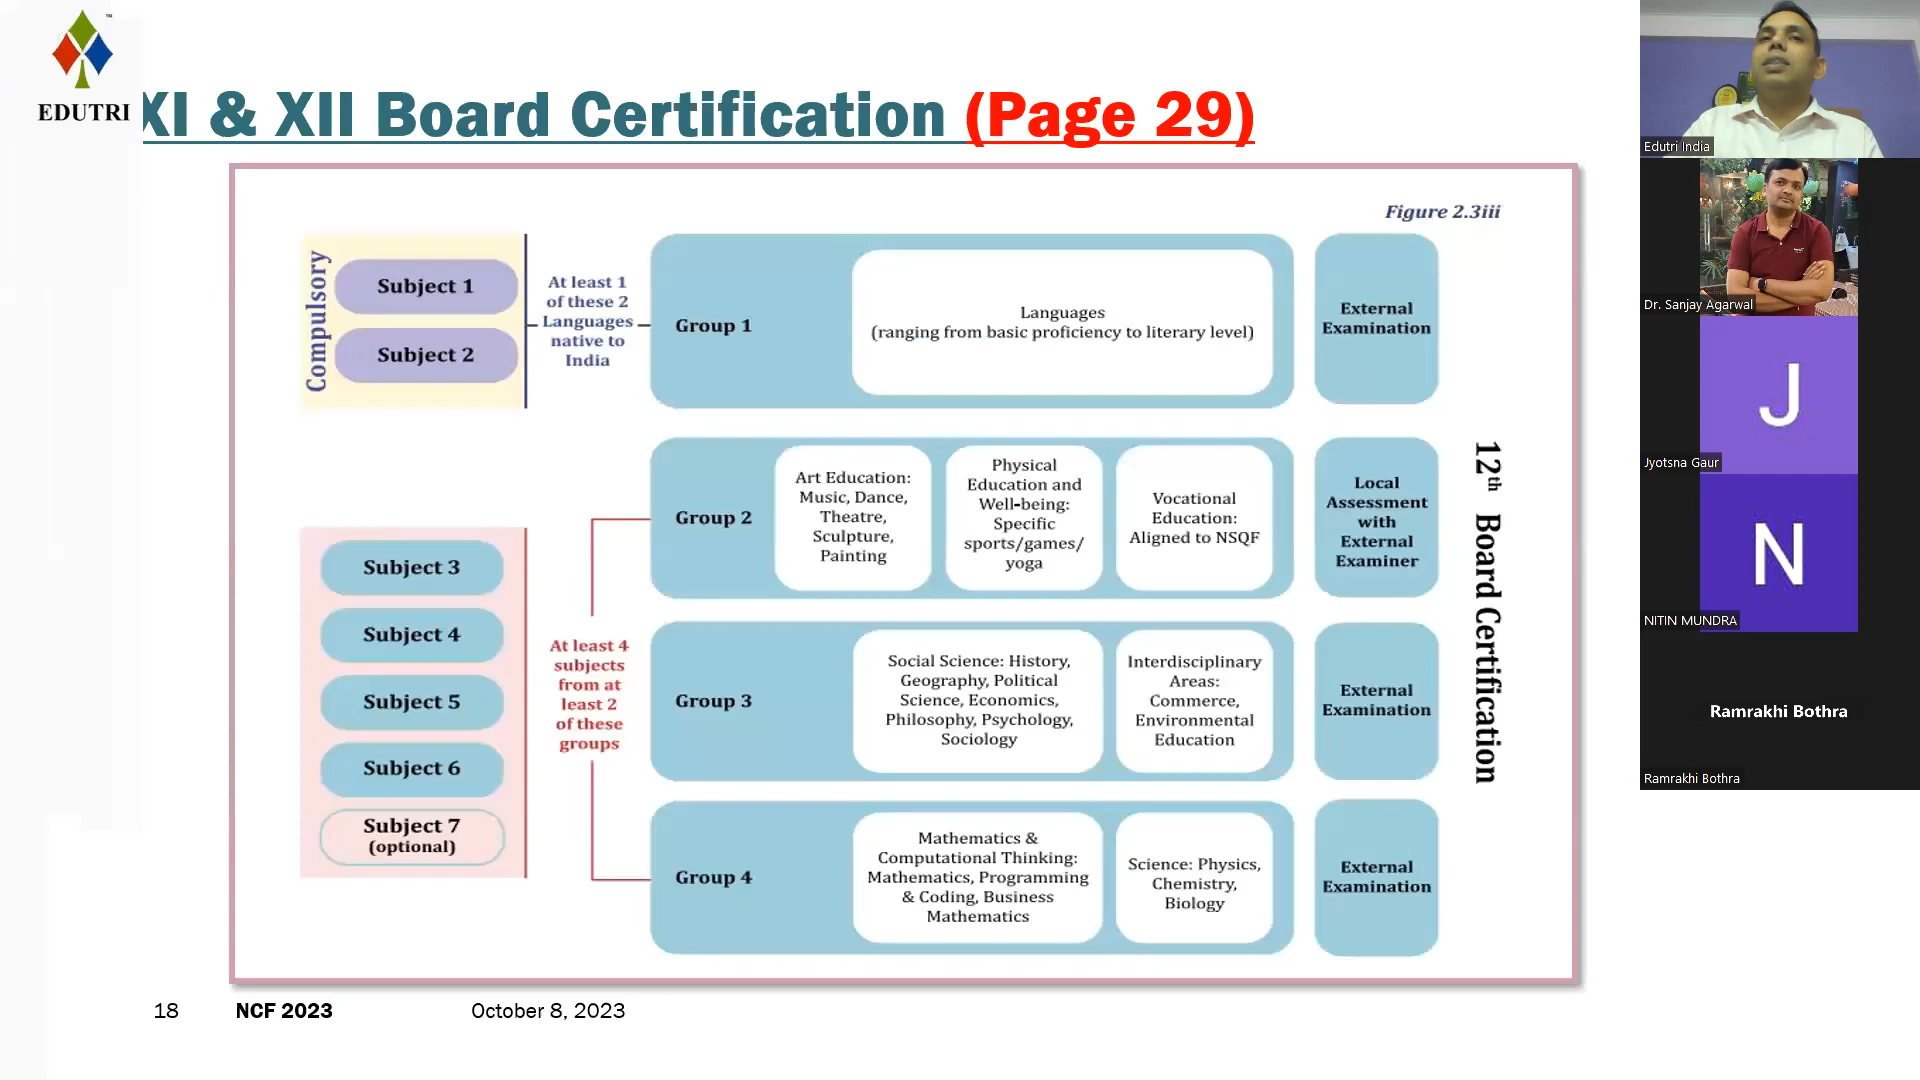 EDUTRI
XI & XII Board Certification (Page 29)
Figure 2.3iii
Compulsory
Subject 1
Subject 2
At least 1
of these 2
Languages
native to
India
Group 1
Languages
(ranging from basic proficiency to literary level)
External
Examination
Subject 3
Subject 4
Subject 5
Subject 6
Subject 7
(optional)
At least 4
subjects
from at
least 2
of these
groups
Group 2
Art Education:
Music, Dance,
Theatre,
Sculpture,
Painting
Physical
Education and
Well-being:
Specific
sports/games/
yoga
Vocational
Education:
Aligned to NSQF
Local
Assessment
with
External
Examiner
Group 3
Social Science: History,
Geography, Political
Science, Economics,
Philosophy, Psychology,
Sociology
Interdisciplinary
Areas:
Commerce,
Environmental
Education
External
Examination
Group 4
Mathematics &
Computational Thinking:
Mathematics, Programming
& Coding, Business
Mathematics
Science: Physics,
Chemistry,
Biology
External
Examination
12th Board Certification
18
NCF 2023
October 8, 2023
Edutri India
Dr. Sanjay Agarwal
J
Jyotsna Gaur
N
NITIN MUNDRA
Ramrakhi Bothra
Ramrakhi Bothra